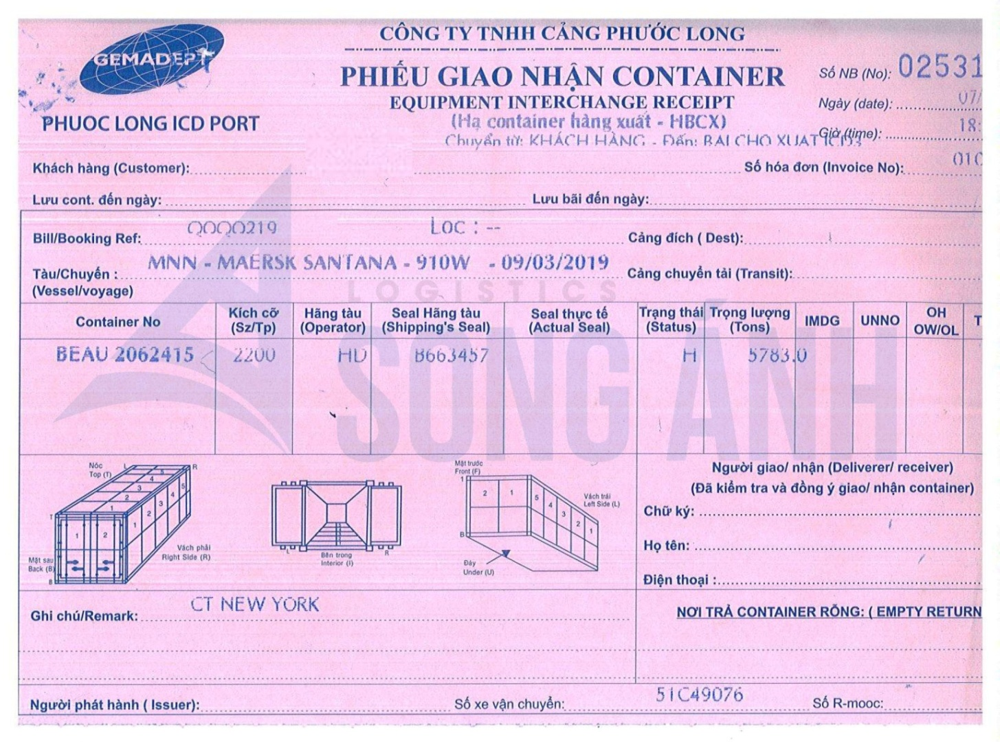 GEMADEPT
PHUOC LONG ICD PORT
CÔNG TY TNHH CẢNG PHƯỚC LONG
PHIẾU GIAO NHẬN CONTAINER
EQUIPMENT INTERCHANGE RECEIPT
(Hạ container hàng xuất - HBCX)
Chuyển từ: KHÁCH HÀNG - Đến: BAI CHO XUAT ICD3
Số NB (No): 02531
Ngày (date): 07/
Giờ (time): 18:
Khách hàng (Customer):
Số hóa đơn (Invoice No): 010
Lưu cont. đến ngày: Lưu bãi đến ngày:
Bill/Booking Ref: QOQO219 Loc : --
Cảng đích ( Dest):
Tàu/Chuyến : MNN - MAERSK SANTANA - 910W - 09/03/2019
(Vessel/voyage)
Cảng chuyển tải (Transit):
LOGISTICS
SONG ÁNH
Container No Kích cỡ (Sz/Tp) Hãng tàu (Operator) Seal Hãng tàu (Shipping's Seal) Seal thực tế (Actual Seal) Trạng thái (Status) Trọng lượng (Tons) IMDG UNNO OH OW/OL T
BEAU 2062415 2200 HD 8663457 H 5783.0
Nóc
Top (T)
L R
5
4
3
2
1
5
4
3
2
1
T
1 2
Mặt sau
Back (B)
B
Vách phải
Right Side (R)
L R
Bên trong
Interior (I)
Mặt trước
Front (F)
T
2 1
5 4 3 2 1
Vách trái
Left Side (L)
B
Đáy
Under (U)
Người giao/ nhận (Deliverer/ receiver)
(Đã kiểm tra và đồng ý giao/ nhận container)
Chữ ký:
Họ tên:
Điện thoại :
Ghi chú/Remark: CT NEW YORK
NƠI TRẢ CONTAINER RỖNG: ( EMPTY RETURN
Người phát hành ( Issuer):
Số xe vận chuyển: 51C49076
Số R-mooc: